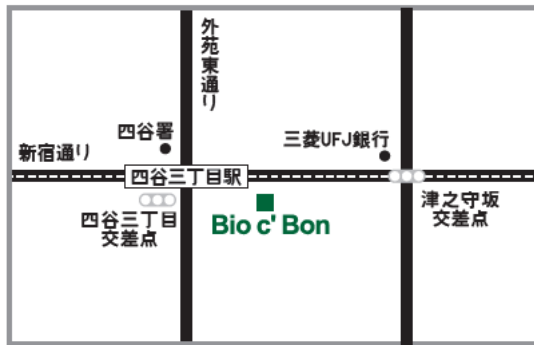 外苑東通り
四谷署
三菱UFJ銀行
新宿通り
四谷三丁目駅
四谷三丁目
交差点
Bio c' Bon
津之守坂
交差点